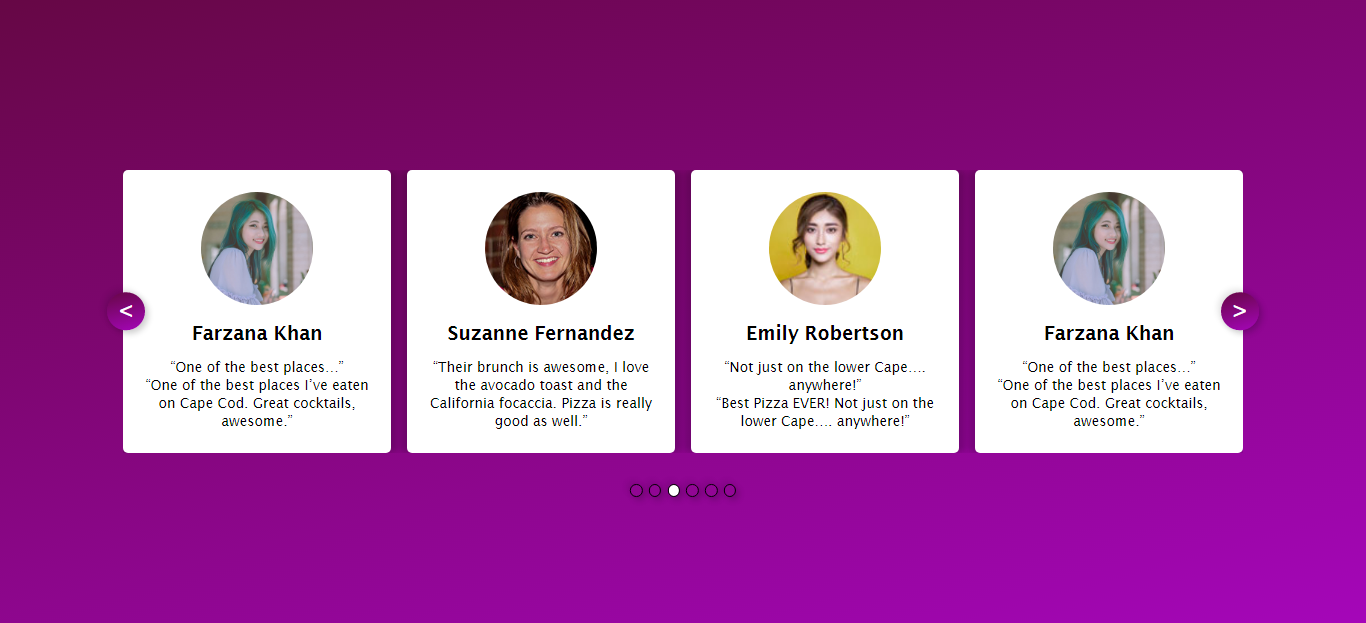 Farzana Khan
“One of the best places…”
“One of the best places I’ve eaten
on Cape Cod. Great cocktails,
awesome.”
Suzanne Fernandez
“Their brunch is awesome, I love
the avocado toast and the
California focaccia. Pizza is really
good as well.”
Emily Robertson
“Not just on the lower Cape….
anywhere!”
“Best Pizza EVER! Not just on the
lower Cape…. anywhere!”
Farzana Khan
“One of the best places…”
“One of the best places I’ve eaten
on Cape Cod. Great cocktails,
awesome.”
<
>